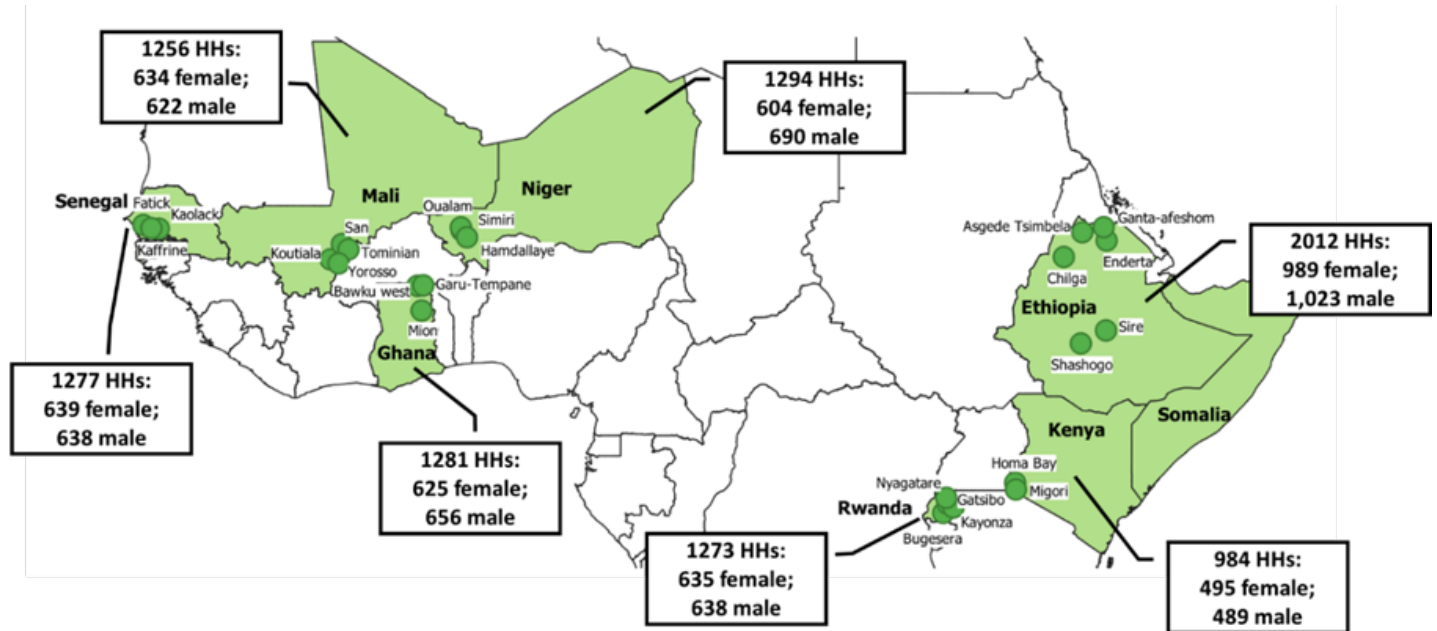 1256 HHs:
634 female;
622 male
1294 HHs:
604 female;
690 male
Mali
Niger
Senegal
Fatick
Kaolack
Kaffrine
San
Koutiala
Tominian
Yorosso
Oualam
Simiri
Hamdallaye
Bawku west
Garu-Tempane
Mion
Ghana
Asgede Tsimbela
Ganta-afeshom
Enderta
Chilga
Ethiopia
Sire
Shashogo
2012 HHs:
989 female;
1,023 male
1277 HHs:
639 female;
638 male
1281 HHs:
625 female;
656 male
Kenya
Somalia
Homa Bay
Migori
Nyagatare
Gatsibo
Rwanda
Kayonza
Bugesera
1273 HHs:
635 female;
638 male
984 HHs:
495 female;
489 male